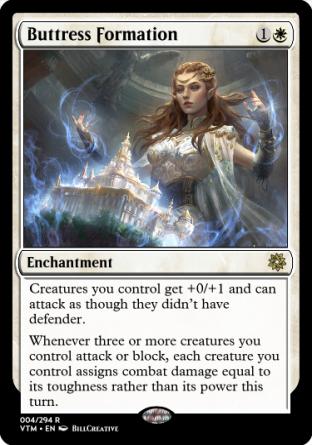 Buttress Formation 1
Enchantment
Creatures you control get +0/+1 and can
attack as though they didn't have
defender.
Whenever three or more creatures you
control attack or block, each creature you
control assigns combat damage equal to
its toughness rather than its power this
turn.
004/294 R
VTM • EN BillCreative